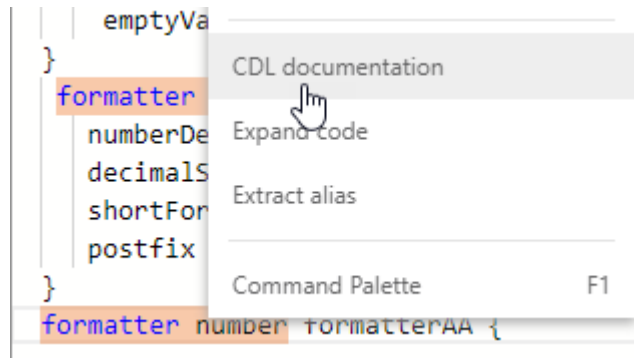 emptyVa
}
CDL documentation
formatter
numberDe
Expand code
decimalS
shortFor
Extract alias
postfix
}
Command Palette F1
formatter number formatterAA {